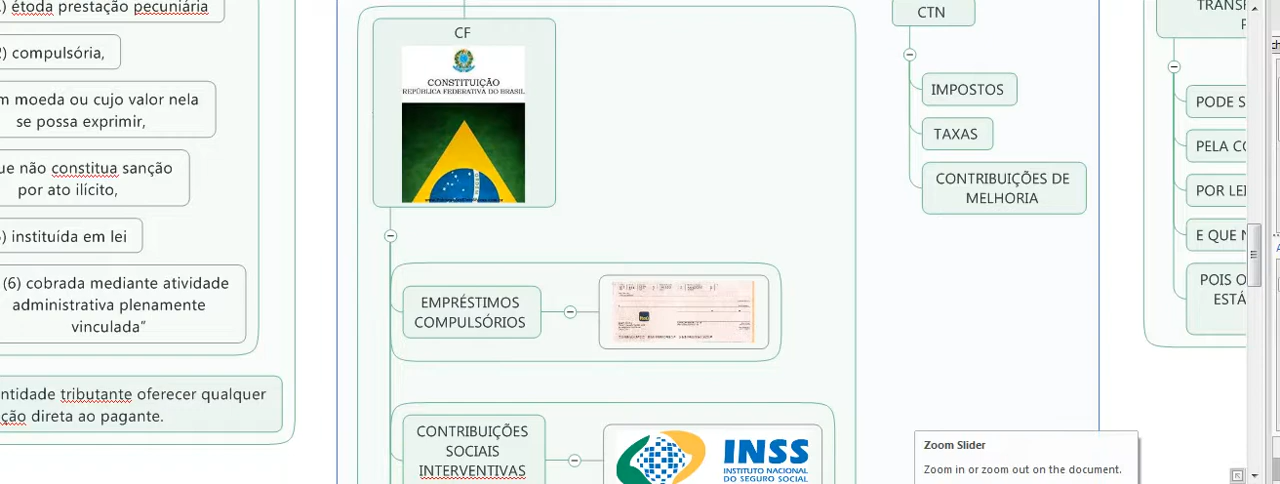 ) étoda prestação pecuniária
) compulsória,
m moeda ou cujo valor nela
se possa exprimir,
ue não constitua sanção
por ato ilícito,
) instituída em lei
(6) cobrada mediante atividade
administrativa plenamente
vinculada”
ntidade tributante oferecer qualquer
ção direta ao pagante.
CF
CONSTITUIÇÃO
REPÚBLICA FEDERATIVA DO BRASIL
EMPRÉSTIMOS
COMPULSÓRIOS
CONTRIBUIÇÕES
SOCIAIS
INTERVENTIVAS
INSS
INSTITUTO NACIONAL
DO SEGURO SOCIAL
CTN
IMPOSTOS
TAXAS
CONTRIBUIÇÕES DE
MELHORIA
TRANSF
PODE S
PELA CO
POR LEI
E QUE N
POIS O
ESTÁ
Zoom Slider
Zoom in or zoom out on the document.